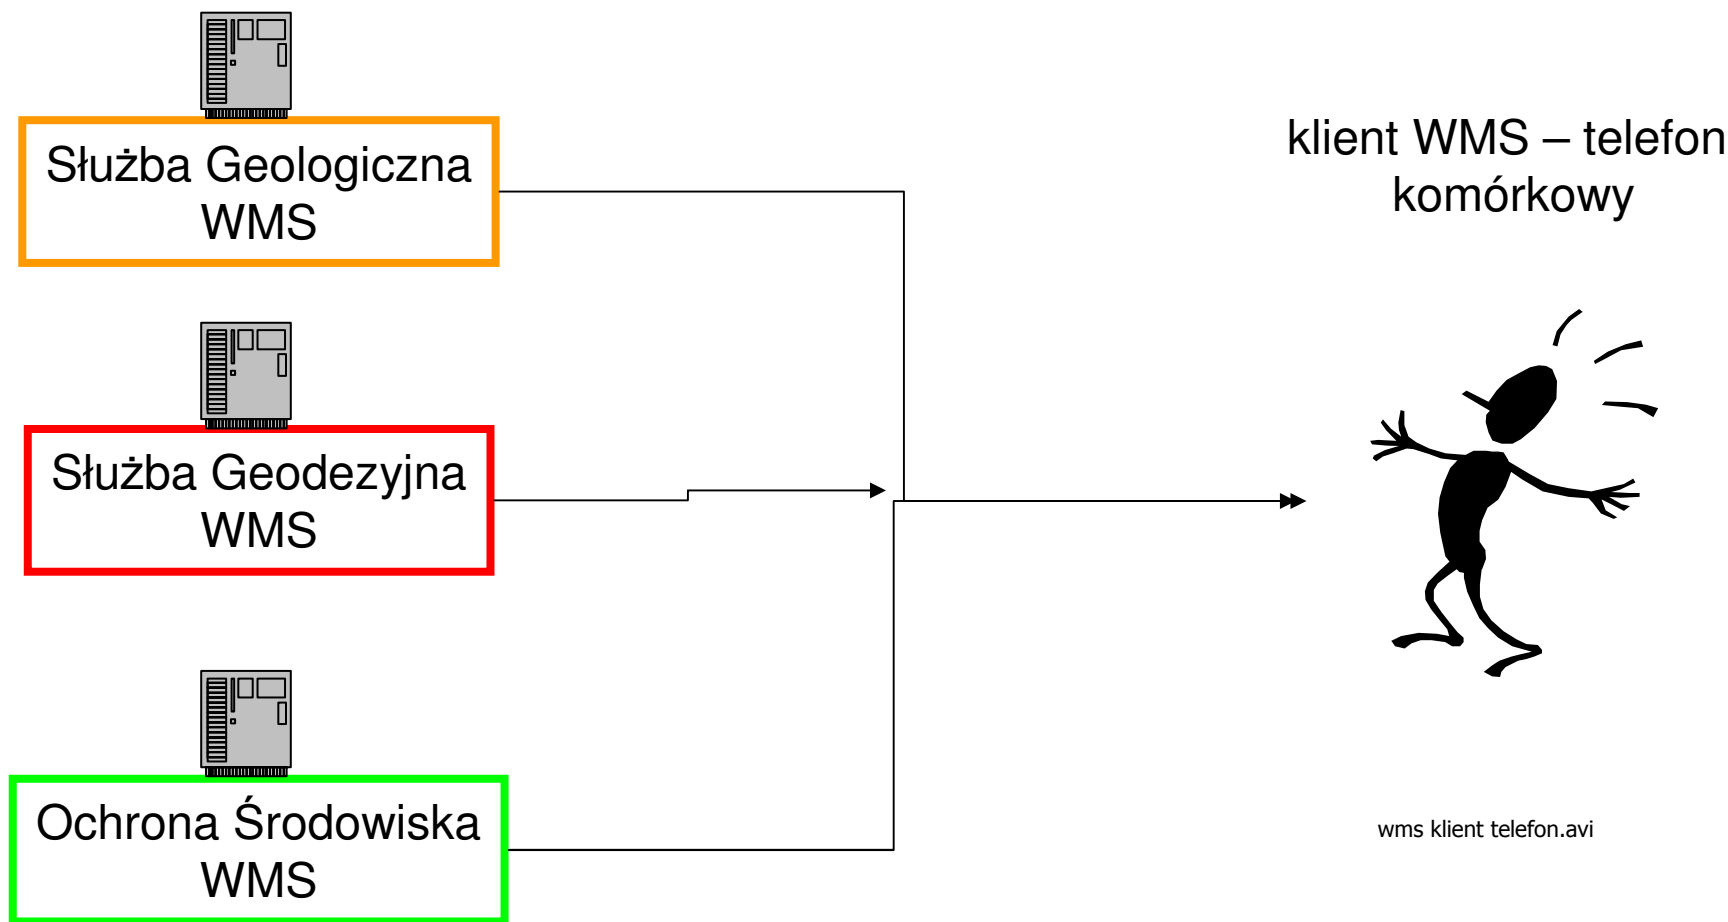 Służba Geologiczna
WMS
klient WMS – telefon
komórkowy
Służba Geodezyjna
WMS
Ochrona Środowiska
WMS
wms klient telefon.avi